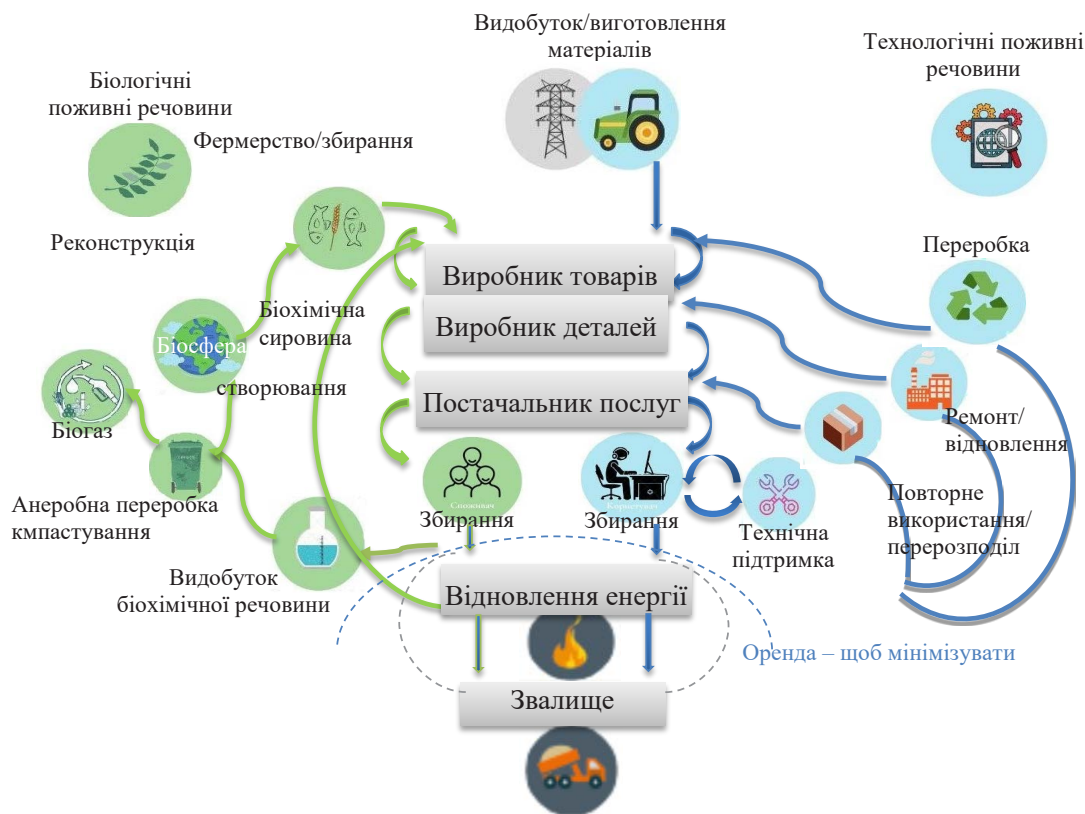 Видобуток/виготовлення
матеріалів
Технологічні поживні
речовини
Біологічні
поживні речовини
Фермерство/збирання
Реконструкція
Переробка
Виробник товарів
Біохімічна
сировина
Виробник деталей
Біосфера
створювання
Постачальник послуг
Біогаз
Ремонт/
відновлення
Анеробна переробка
кмпастування
Споживач
Користувач
Збирання
Збирання
Технічна
підтримка
Повторне
використання/
перерозподіл
Видобуток
біохімічної речовини
Відновлення енергії
Оренда – щоб мінімізувати
Звалище